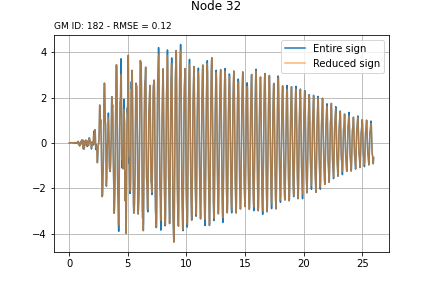 Node 32
GM ID: 182 - RMSE = 0.12
Entire sign
Reduced sign
4
2
0
−2
−4
0 5 10 15 20 25